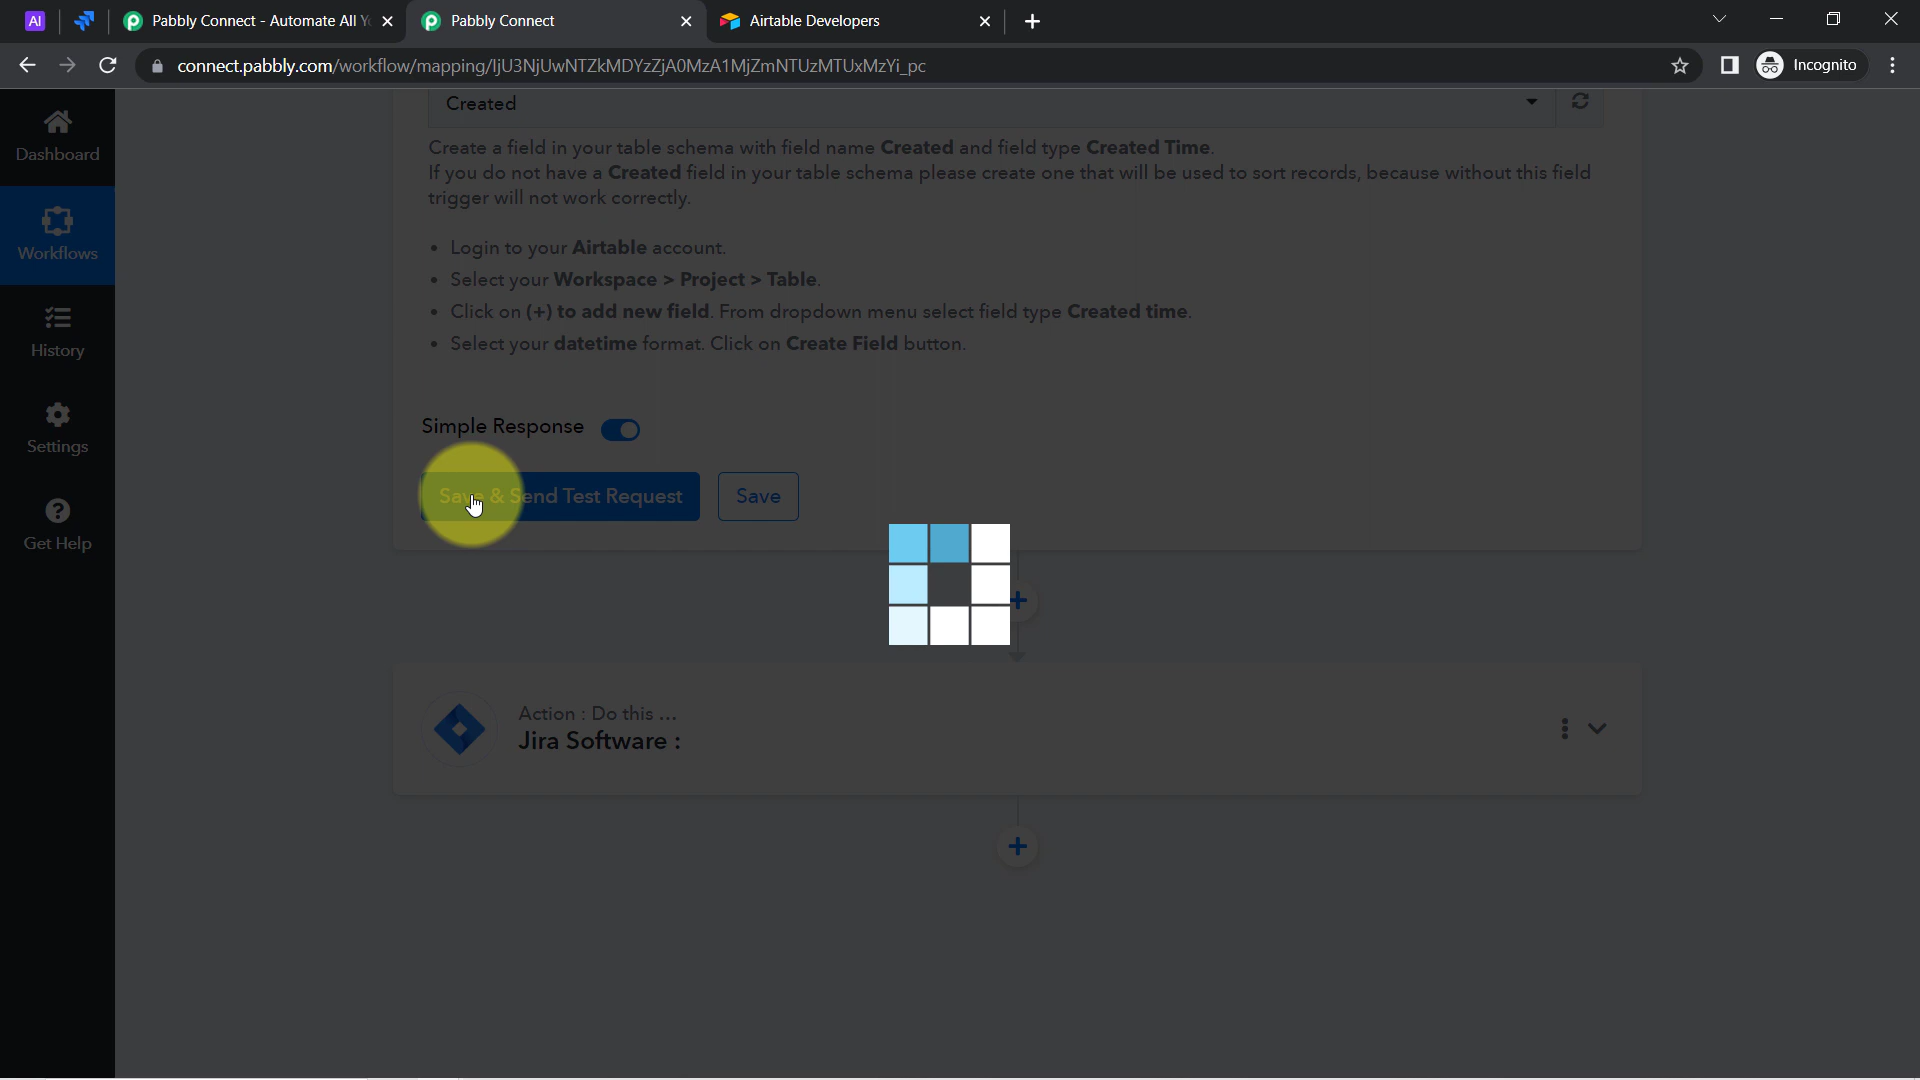 AI
Pabbly Connect - Automate All Y
Pabbly Connect
Airtable Developers
connect.pabbly.com/workflow/mapping/IjU3NjUwNTZkMDYzZjA0MzA1MjZmNTUzMTUxMzYi_pc
Incognito
Dashboard
Workflows
History
Settings
Get Help
Created
Create a field in your table schema with field name Created and field type Created Time.
If you do not have a Created field in your table schema please create one that will be used to sort records, because without this field
trigger will not work correctly.
• Login to your Airtable account.
• Select your Workspace > Project > Table.
• Click on (+) to add new field. From dropdown menu select field type Created time.
• Select your datetime format. Click on Create Field button.
Simple Response
Save & Send Test Request
Save
Action : Do this ...
Jira Software :